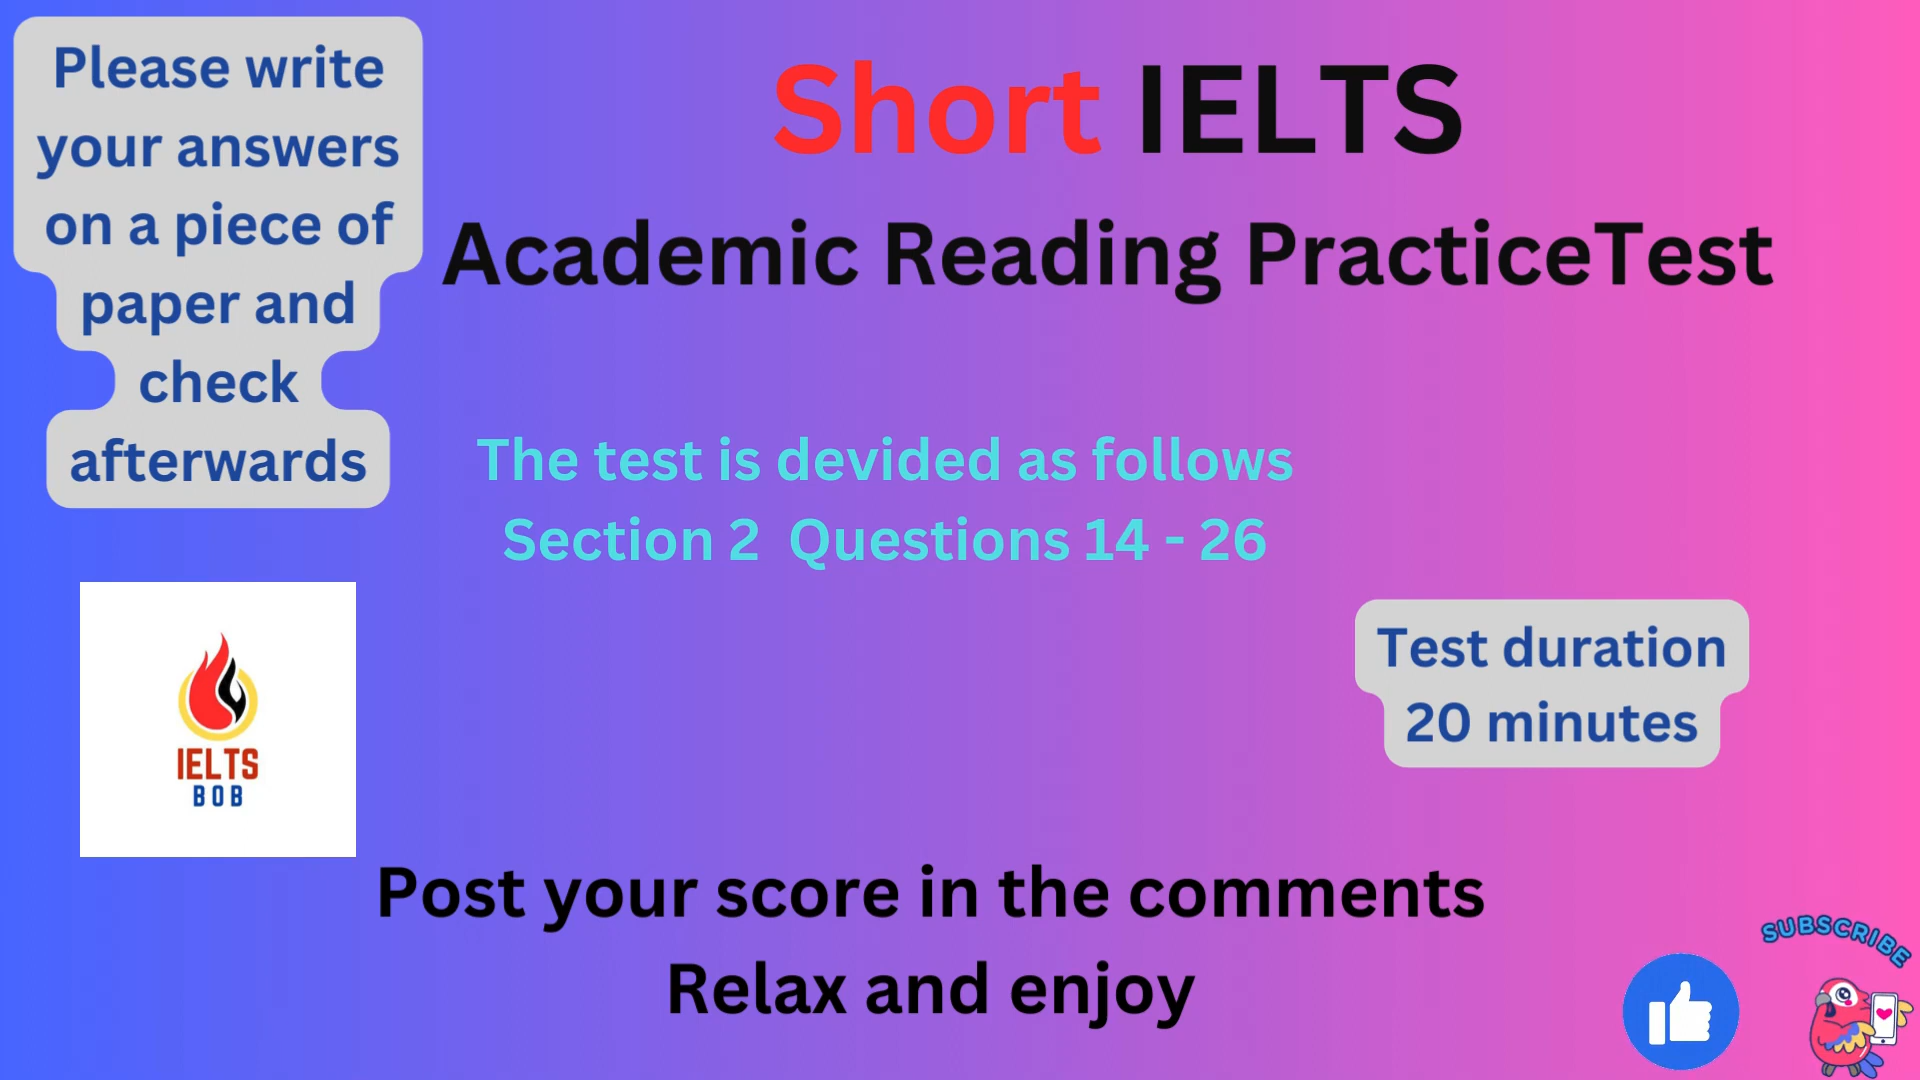 Please write
your answers
on a piece of
paper and
check
afterwards
Short IELTS
Academic Reading PracticeTest
The test is devided as follows
Section 2 Questions 14 - 26
IELTS
BOB
Test duration
20 minutes
Post your score in the comments
Relax and enjoy
SUBSCRIBE